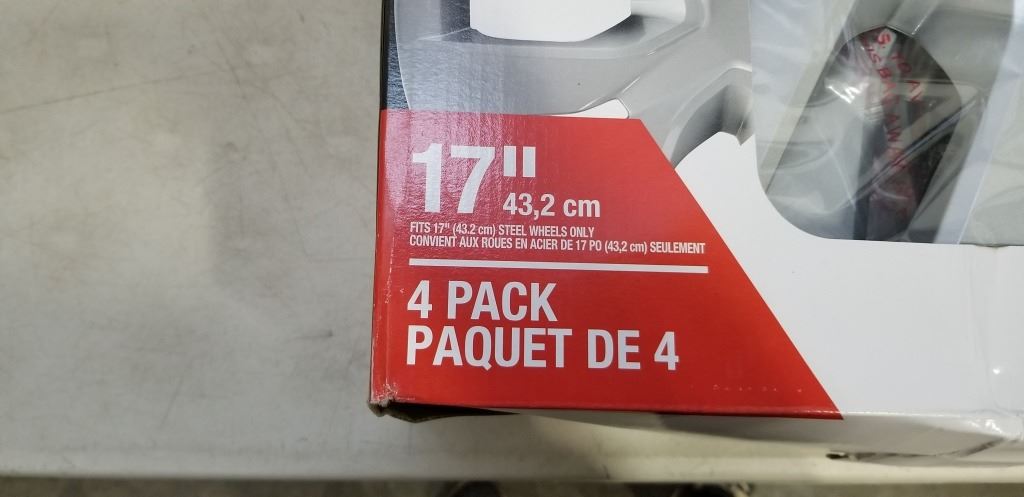 17"
43,2 cm
FITS 17" (43.2 cm) STEEL WHEELS ONLY
CONVIENT AUX ROUES EN ACIER DE 17 PO (43,2 cm) SEULEMENT
4 PACK
PAQUET DE 4